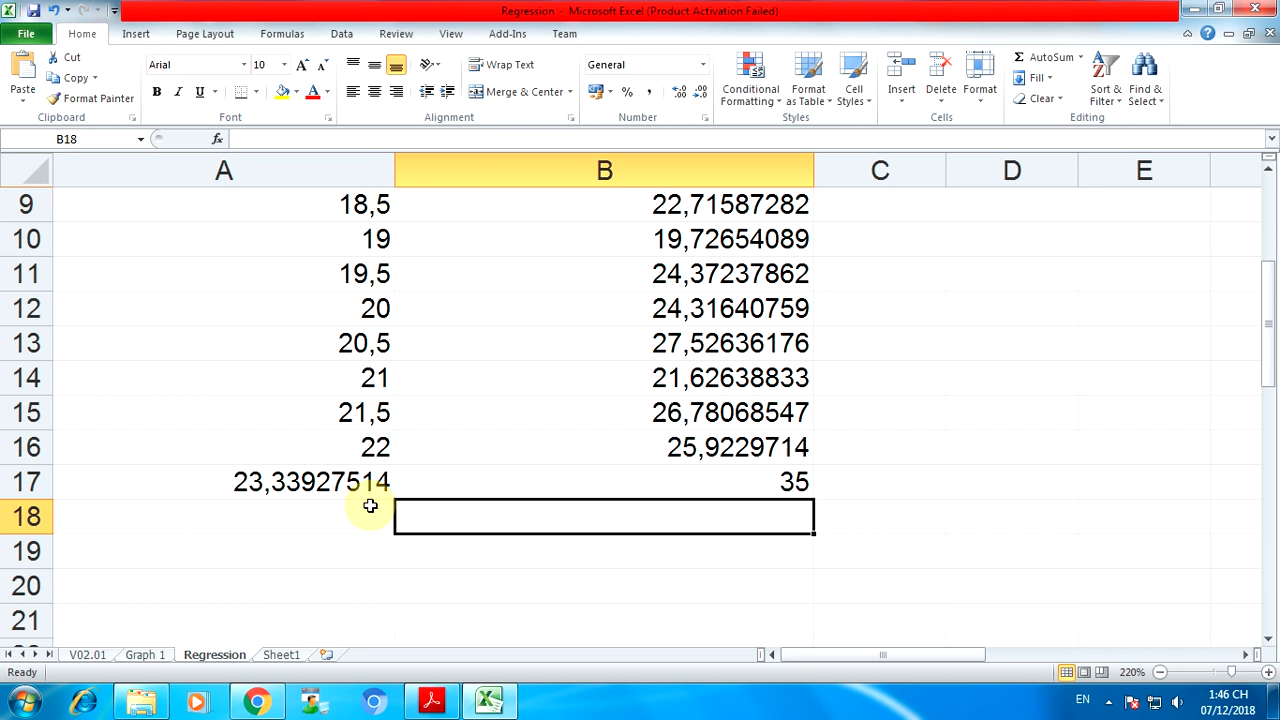 Regression - Microsoft Excel (Product Activation Failed)
File Home Insert Page Layout Formulas Data Review View Add-Ins Team
Paste
Cut
Copy
Format Painter
Clipboard
Arial 10
B I U
Font
Wrap Text
Merge & Center
Alignment
General
%
Number
Conditional Formatting
Format as Table
Cell Styles
Styles
Insert
Delete
Format
Cells
Σ AutoSum
Fill
Clear
Sort & Filter
Find & Select
Editing
B18 fx
A B C D E
9 18,5 22,71587282
10 19 19,72654089
11 19,5 24,37237862
12 20 24,31640759
13 20,5 27,52636176
14 21 21,62638833
15 21,5 26,78068547
16 22 25,9229714
17 23,33927514 35
18
19
20
21
V02.01 Graph 1 Regression Sheet1
Ready 220%
EN 1:46 CH
07/12/2018